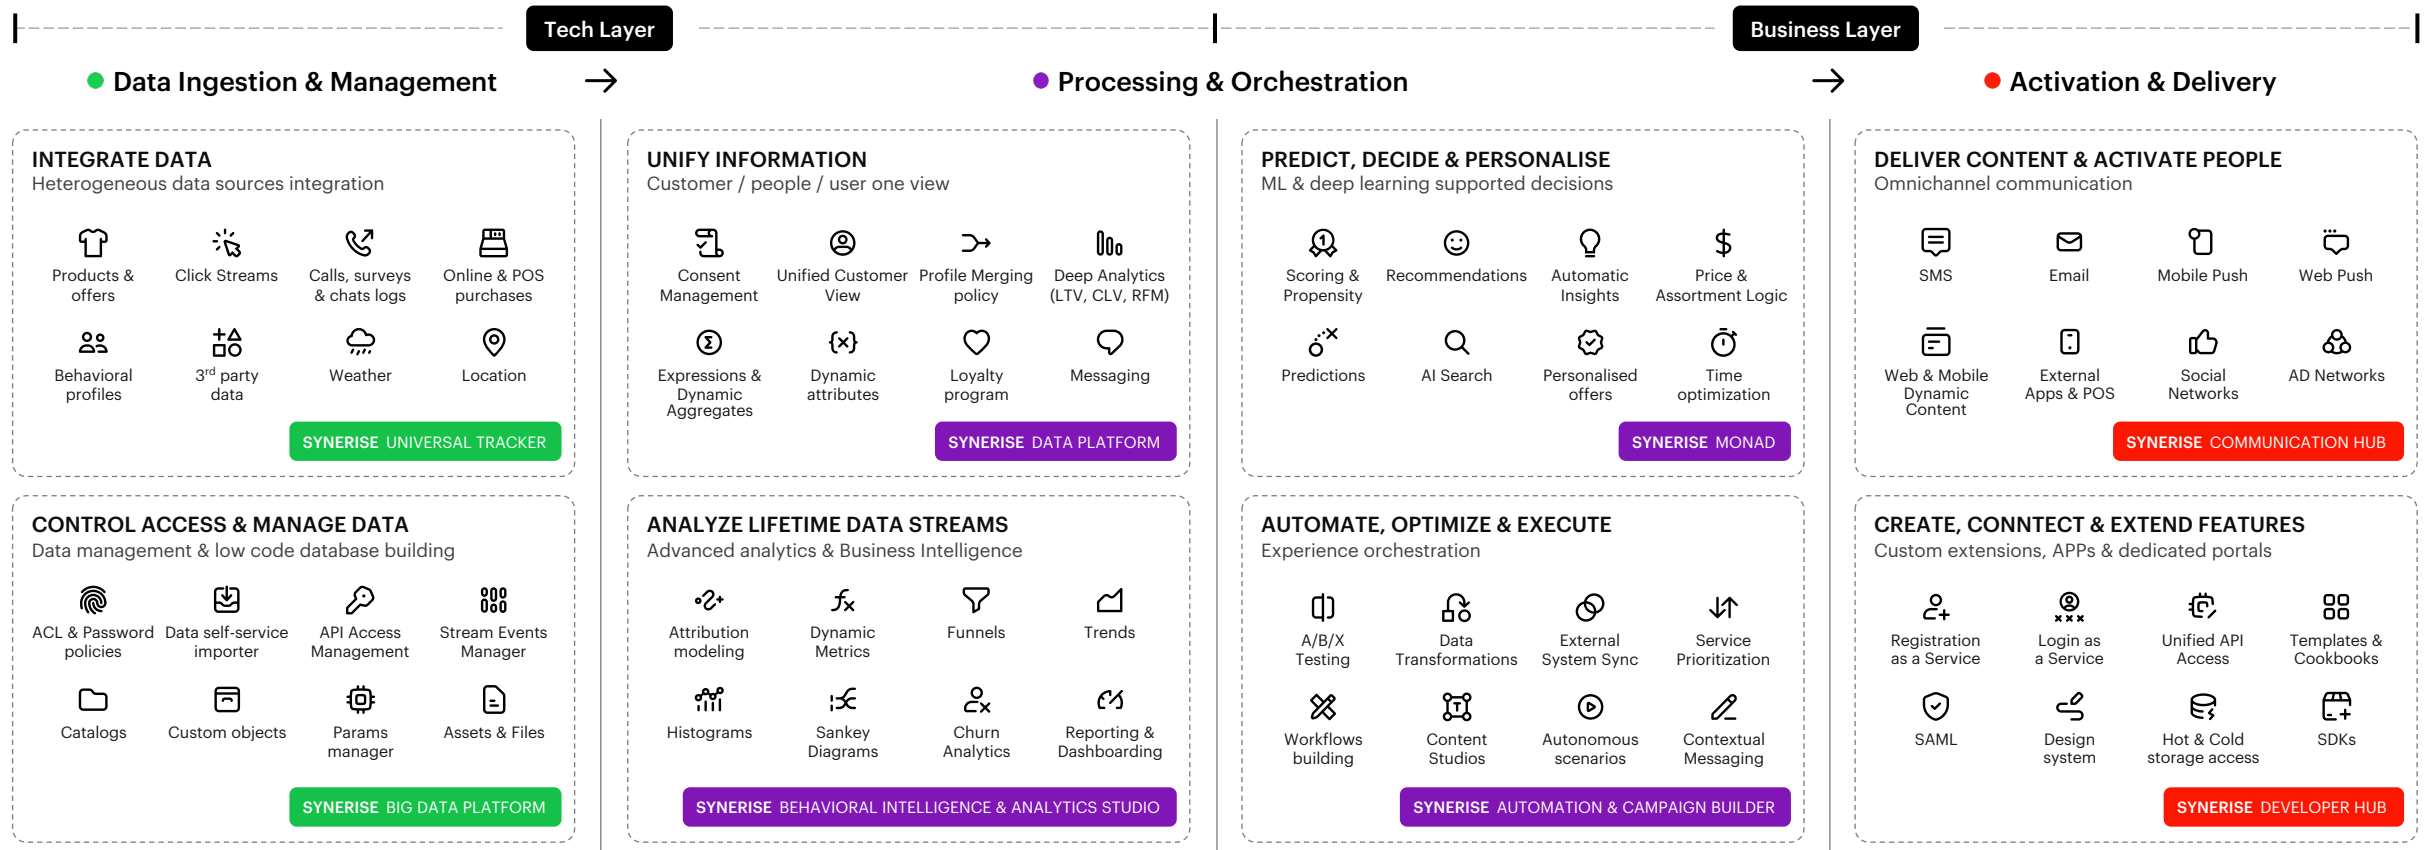 Tech Layer
Business Layer
Data Ingestion & Management
Processing & Orchestration
Activation & Delivery
INTEGRATE DATA
Heterogeneous data sources integration
Products &
offers
Click Streams
Calls, surveys
& chats logs
Online & POS
purchases
Behavioral
profiles
3rd party
data
Weather
Location
SYNERISE UNIVERSAL TRACKER
UNIFY INFORMATION
Customer / people / user one view
Consent
Management
Unified Customer
View
Profile Merging
policy
Deep Analytics
(LTV, CLV, RFM)
Expressions &
Dynamic
Aggregates
Dynamic
attributes
Loyalty
program
Messaging
SYNERISE DATA PLATFORM
PREDICT, DECIDE & PERSONALISE
ML & deep learning supported decisions
Scoring &
Propensity
Recommendations
Automatic
Insights
Price &
Assortment Logic
Predictions
AI Search
Personalised
offers
Time
optimization
SYNERISE MONAD
DELIVER CONTENT & ACTIVATE PEOPLE
Omnichannel communication
SMS
Email
Mobile Push
Web Push
Web & Mobile
Dynamic
Content
External
Apps & POS
Social
Networks
AD Networks
SYNERISE COMMUNICATION HUB
CONTROL ACCESS & MANAGE DATA
Data management & low code database building
ACL & Password
policies
Data self-service
importer
API Access
Management
Stream Events
Manager
Catalogs
Custom objects
Params
manager
Assets & Files
SYNERISE BIG DATA PLATFORM
ANALYZE LIFETIME DATA STREAMS
Advanced analytics & Business Intelligence
Attribution
modeling
Dynamic
Metrics
Funnels
Trends
Histograms
Sankey
Diagrams
Churn
Analytics
Reporting &
Dashboarding
SYNERISE BEHAVIORAL INTELLIGENCE & ANALYTICS STUDIO
AUTOMATE, OPTIMIZE & EXECUTE
Experience orchestration
A/B/X
Testing
Data
Transformations
External
System Sync
Service
Prioritization
Workflows
building
Content
Studios
Autonomous
scenarios
Contextual
Messaging
SYNERISE AUTOMATION & CAMPAIGN BUILDER
CREATE, CONNTECT & EXTEND FEATURES
Custom extensions, APPs & dedicated portals
Registration
as a Service
Login as
a Service
Unified API
Access
Templates &
Cookbooks
SAML
Design
system
Hot & Cold
storage access
SDKs
SYNERISE DEVELOPER HUB